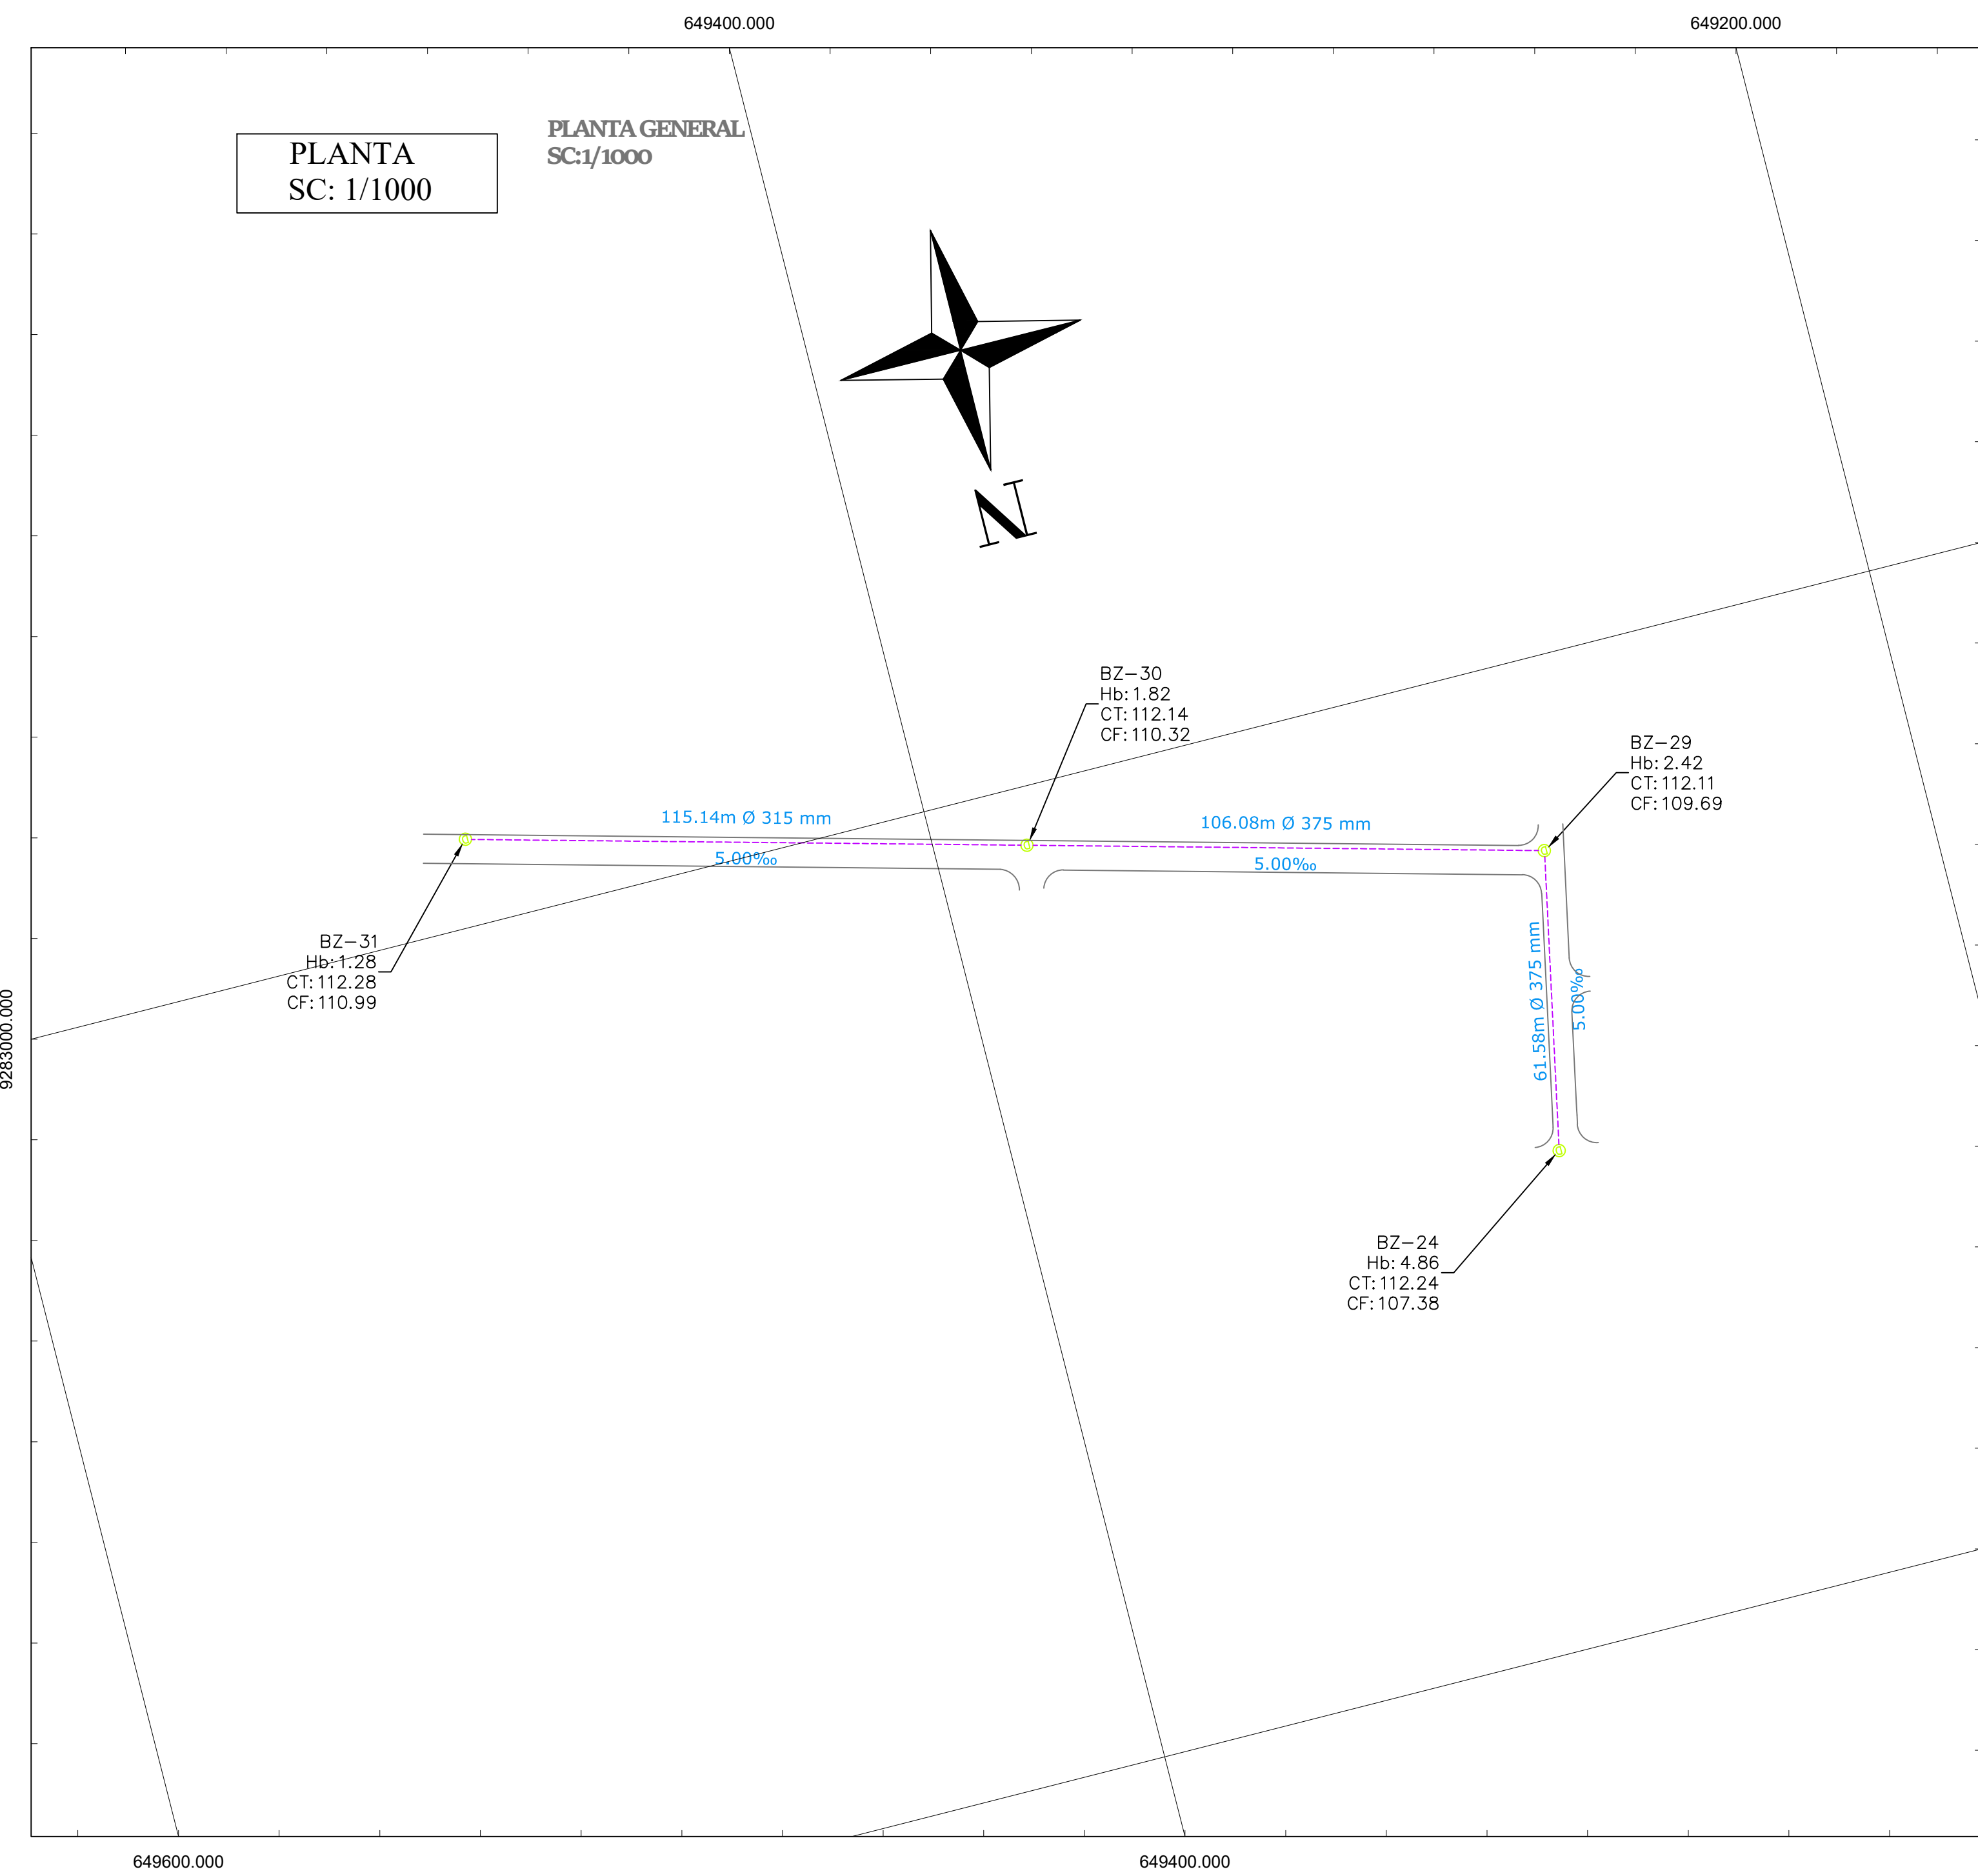 649400.000
649200.000
PLANTA
SC: 1/1000
PLANTA GENERAL
SC:1/1000
N
BZ-30
Hb:1.82
CT:112.14
CF:110.32
BZ-29
Hb:2.42
CT:112.11
CF:109.69
115.14m Ø 315 mm
5.00‰
106.08m Ø 375 mm
5.00‰
BZ-31
Hb:1.28
CT:112.28
CF:110.99
61.58m Ø 375 mm
5.00‰
9283000.000
BZ-24
Hb:4.86
CT:112.24
CF:107.38
649600.000
649400.000